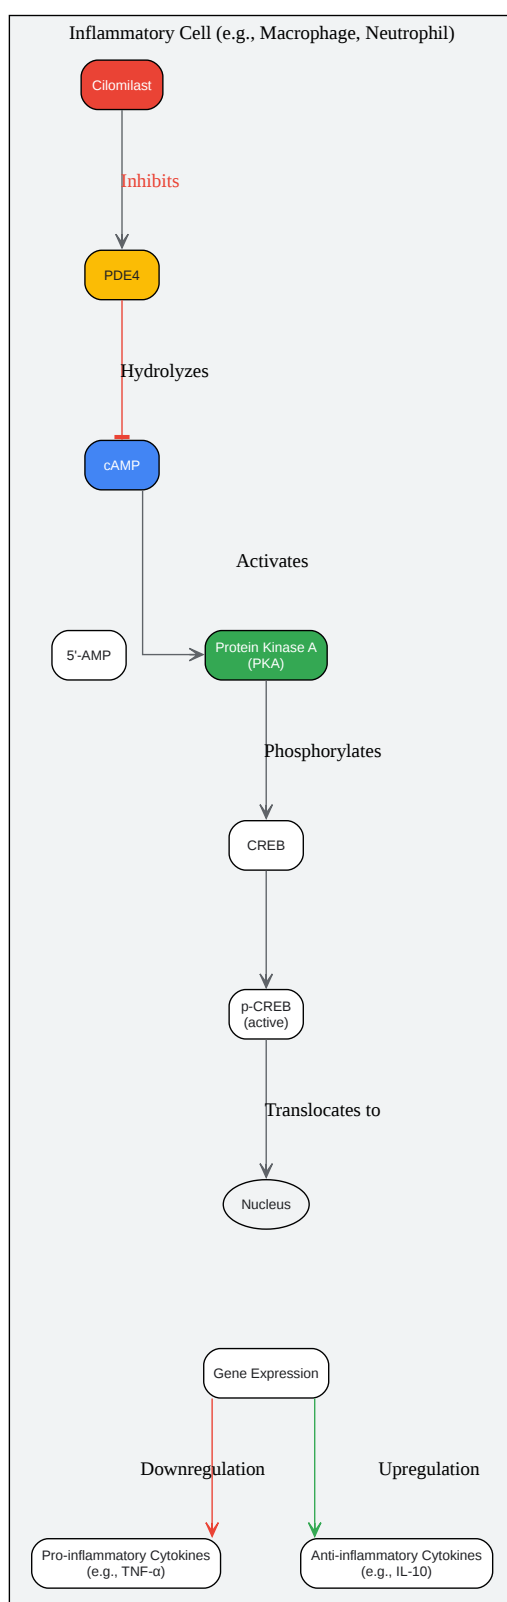 Inflammatory Cell (e.g., Macrophage, Neutrophil)
Cilomilast
Inhibits
PDE4
Hydrolyzes
cAMP
Activates
5'-AMP
Protein Kinase A
(PKA)
Phosphorylates
CREB
p-CREB
(active)
Translocates to
Nucleus
Gene Expression
Downregulation
Upregulation
Pro-inflammatory Cytokines
(e.g., TNF-α)
Anti-inflammatory Cytokines
(e.g., IL-10)